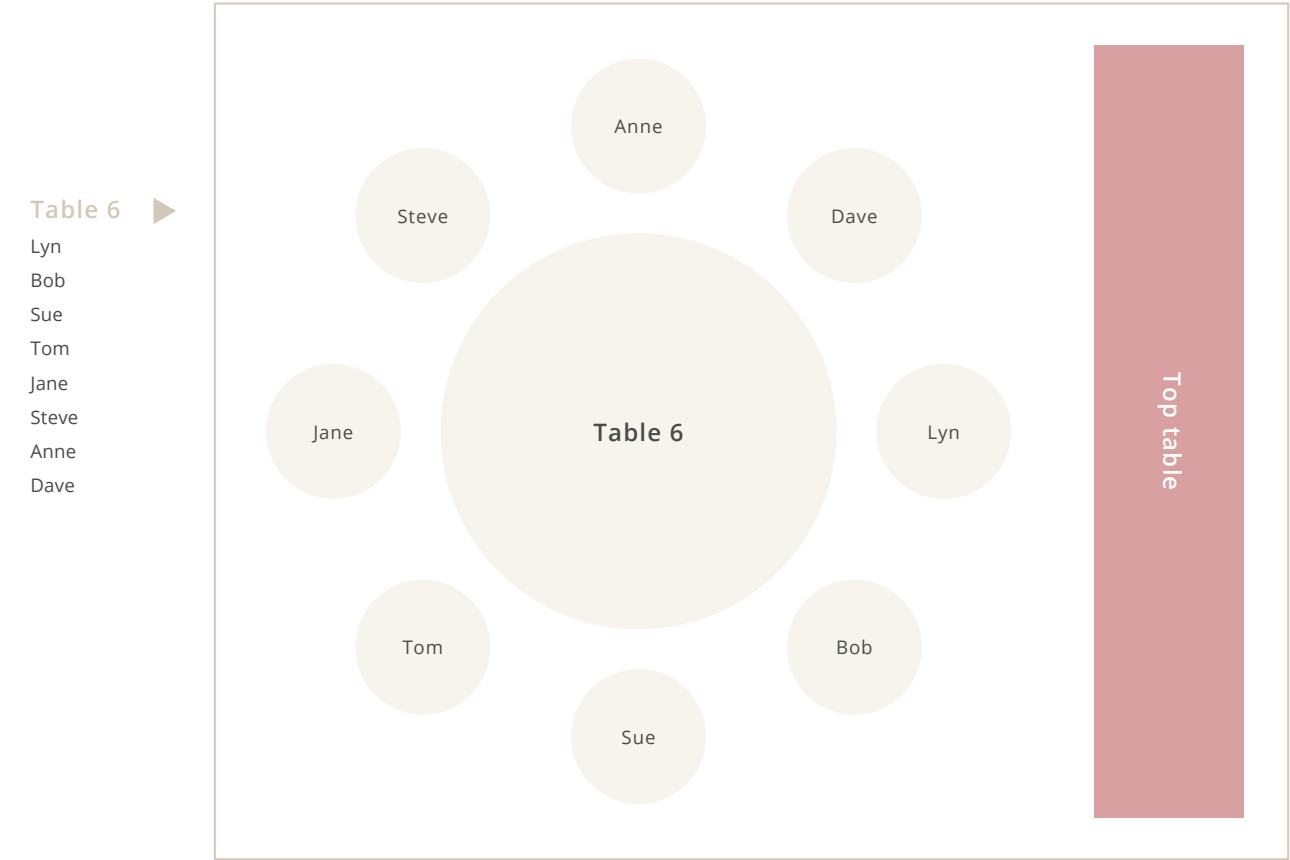 Table 6
Lyn
Bob
Sue
Tom
Jane
Steve
Anne
Dave
Anne
Steve
Dave
Jane
Table 6
Lyn
Tom
Bob
Sue
Top table